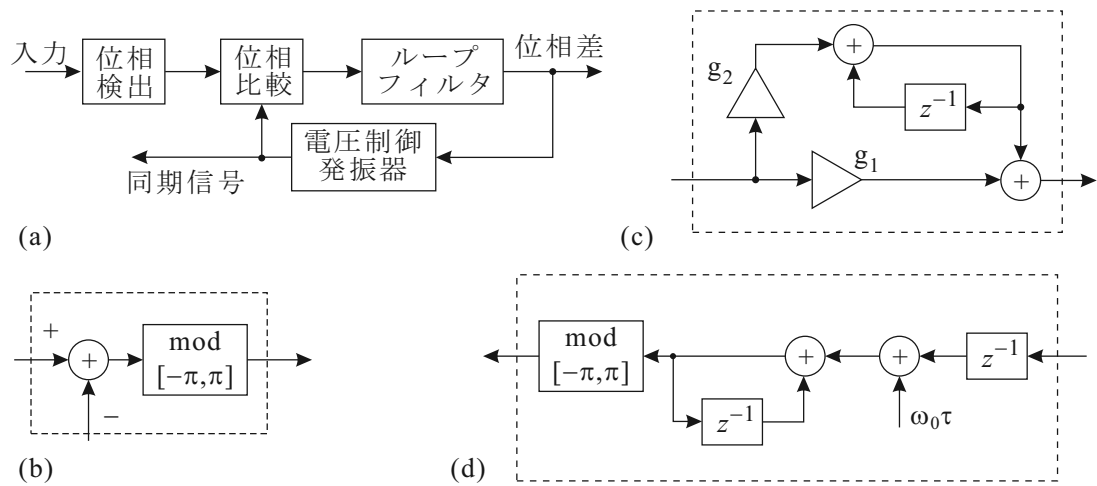 入力
位相
検出
位相
比較
ループ
フィルタ
位相差
電圧制御
発振器
同期信号
(a)
g2
+
z−1
g1
+
(c)
+
+
−
mod
[−π,π]
(b)
mod
[−π,π]
+
+
z−1
z−1
ω0τ
(d)